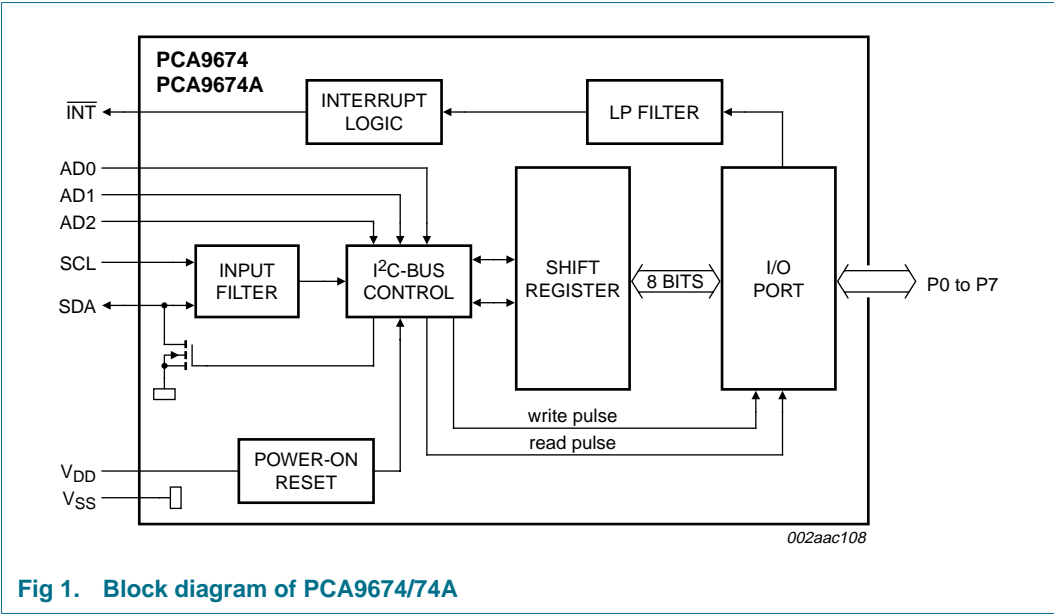 PCA9674
PCA9674A
INT
INTERRUPT
LOGIC
LP FILTER
AD0
AD1
AD2
SCL
SDA
INPUT
FILTER
I2C-BUS
CONTROL
SHIFT
REGISTER
8 BITS
I/O
PORT
P0 to P7
write pulse
read pulse
VDD
VSS
POWER-ON
RESET
002aac108
Fig 1. Block diagram of PCA9674/74A